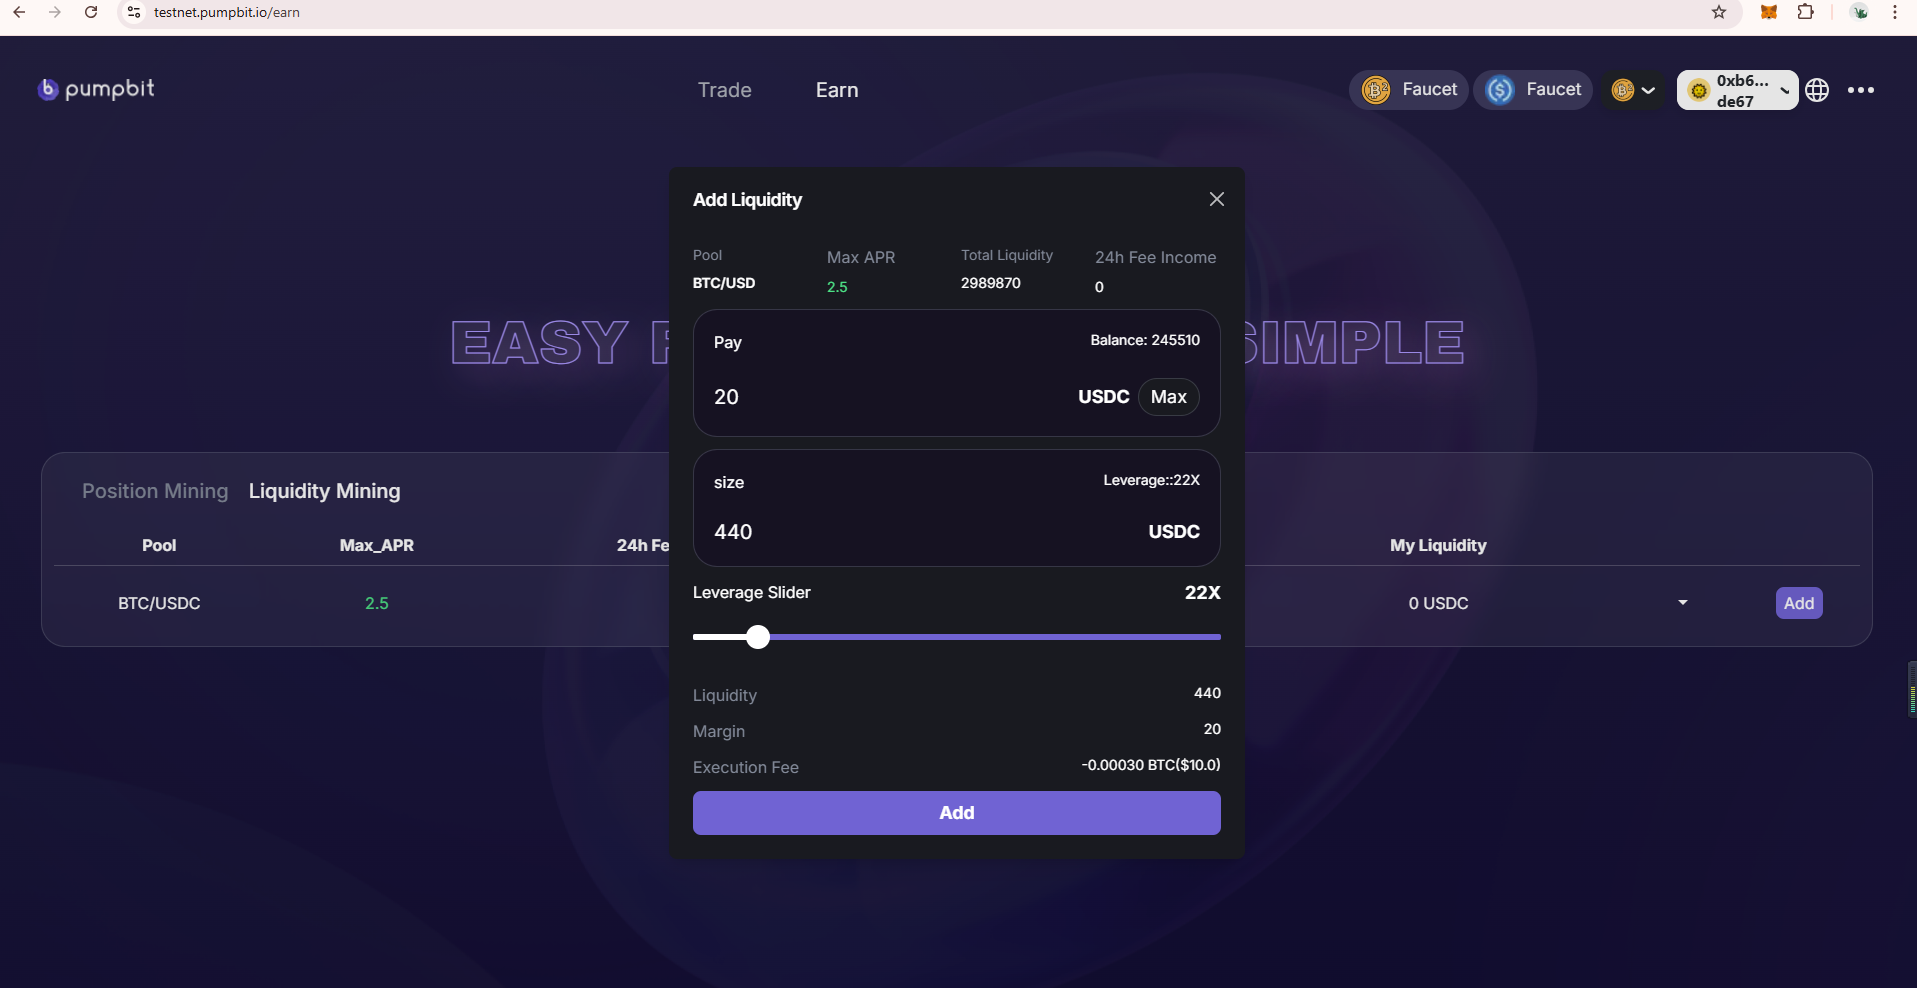 testnet.pumpbit.io/earn
pumpbit
Trade
Earn
Faucet
Faucet
0xb6...
de67
Add Liquidity
Pool
Max APR
Total Liquidity
24h Fee Income
BTC/USD
2.5
2989870
0
EASY
SIMPLE
Pay
Balance: 245510
20
USDC
Max
size
Leverage::22X
440
USDC
Position Mining
Liquidity Mining
Pool
Max_APR
24h Fe
My Liquidity
BTC/USDC
2.5
0 USDC
Add
Leverage Slider
22X
Liquidity
440
Margin
20
Execution Fee
-0.00030 BTC($10.0)
Add